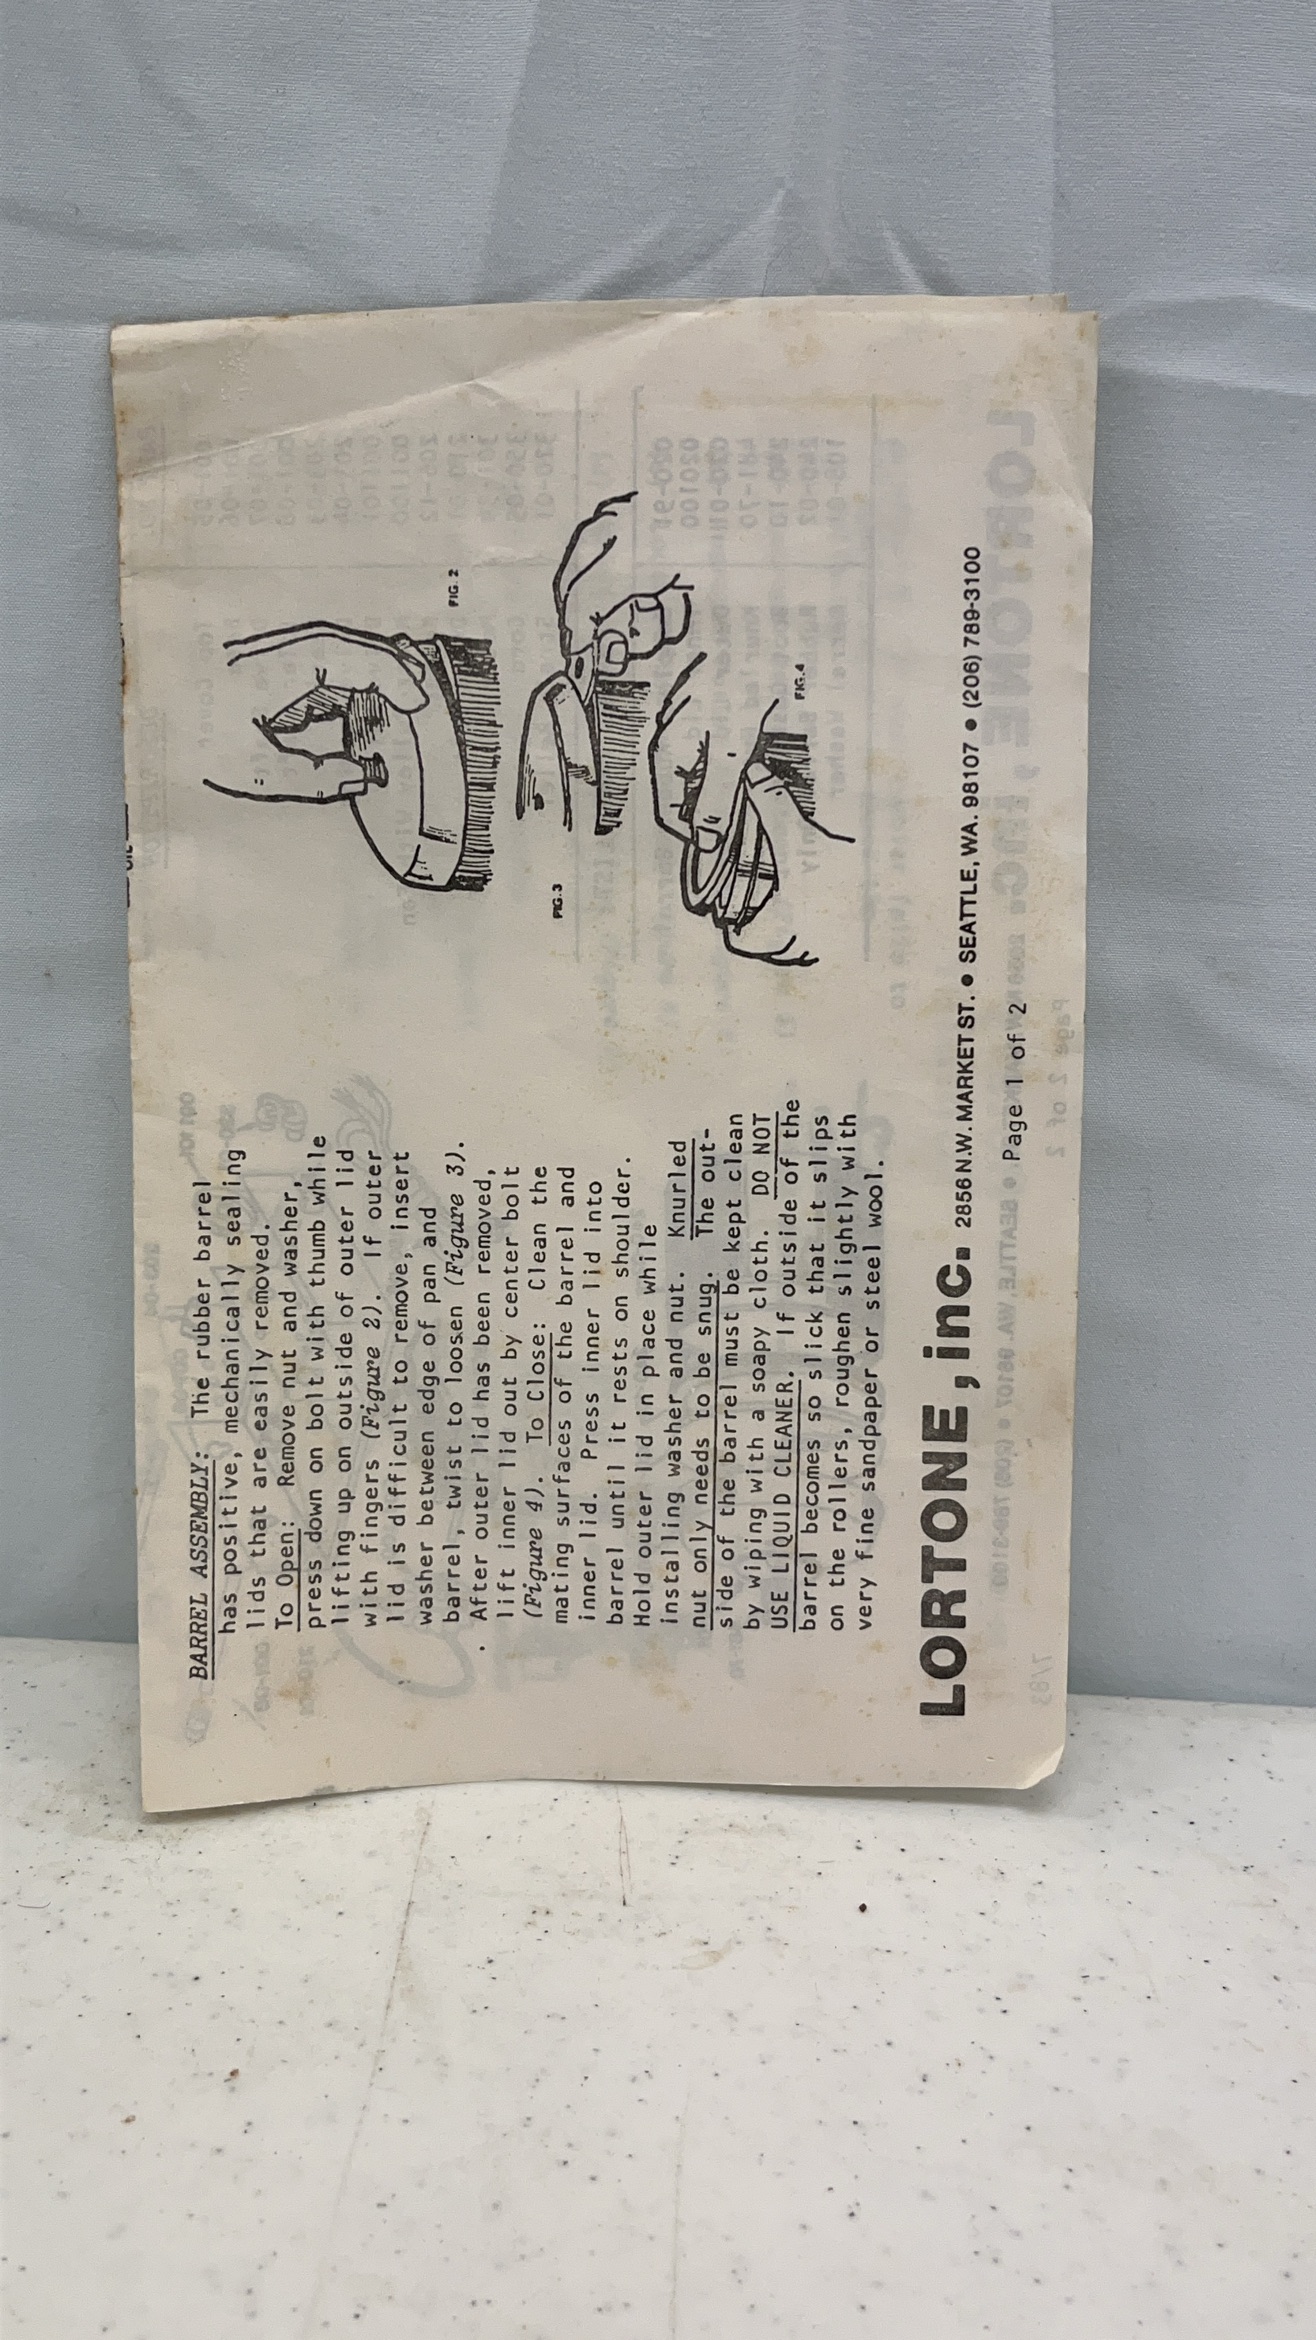 BARREL ASSEMBLY: The rubber barrel
has positive, mechanically sealing
lids that are easily removed.
To Open: Remove nut and washer,
press down on bolt with thumb while
lifting up on outside of outer lid
with fingers (Figure 2). If outer
lid is difficult to remove, insert
washer between edge of pan and
barrel, twist to loosen (Figure 3).
. After outer lid has been removed,
lift inner lid out by center bolt
(Figure 4). To Close: Clean the
mating surfaces of the barrel and
inner lid. Press inner lid into
barrel until it rests on shoulder.
Hold outer lid in place while
installing washer and nut. Knurled
nut only needs to be snug. The out-
side of the barrel must be kept clean
by wiping with a soapy cloth. DO NOT
USE LIQUID CLEANER. If outside of the
barrel becomes so slick that it slips
on the rollers, roughen slightly with
very fine sandpaper or steel wool.
FIG. 2
FIG. 3
FIG. 4
LORTONE, inc. 2856 N.W. MARKET ST. • SEATTLE, WA. 98107 • (206) 789-3100
Page 1 of 2